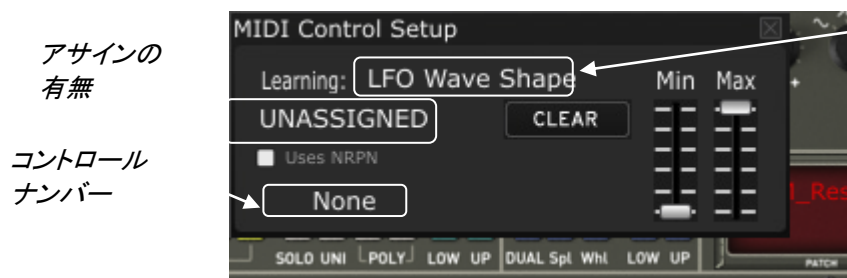 アサインの
有無
コントロール
ナンバー
MIDI Control Setup
Learning: LFO Wave Shape Min Max
UNASSIGNED CLEAR
Uses NRPN
None
SOLO UNI POLY LOW UP DUAL Spl Whl LOW UP PATCH